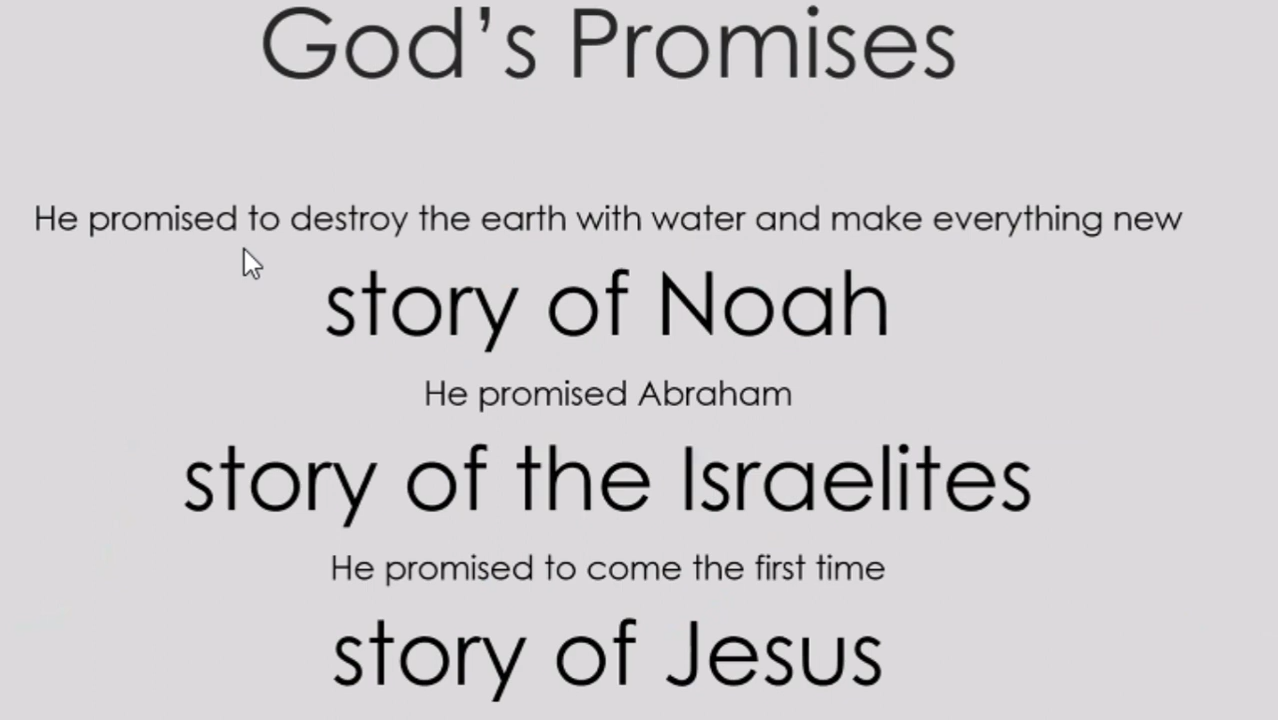 God’s Promises
He promised to destroy the earth with water and make everything new
story of Noah
He promised Abraham
story of the Israelites
He promised to come the first time
story of Jesus